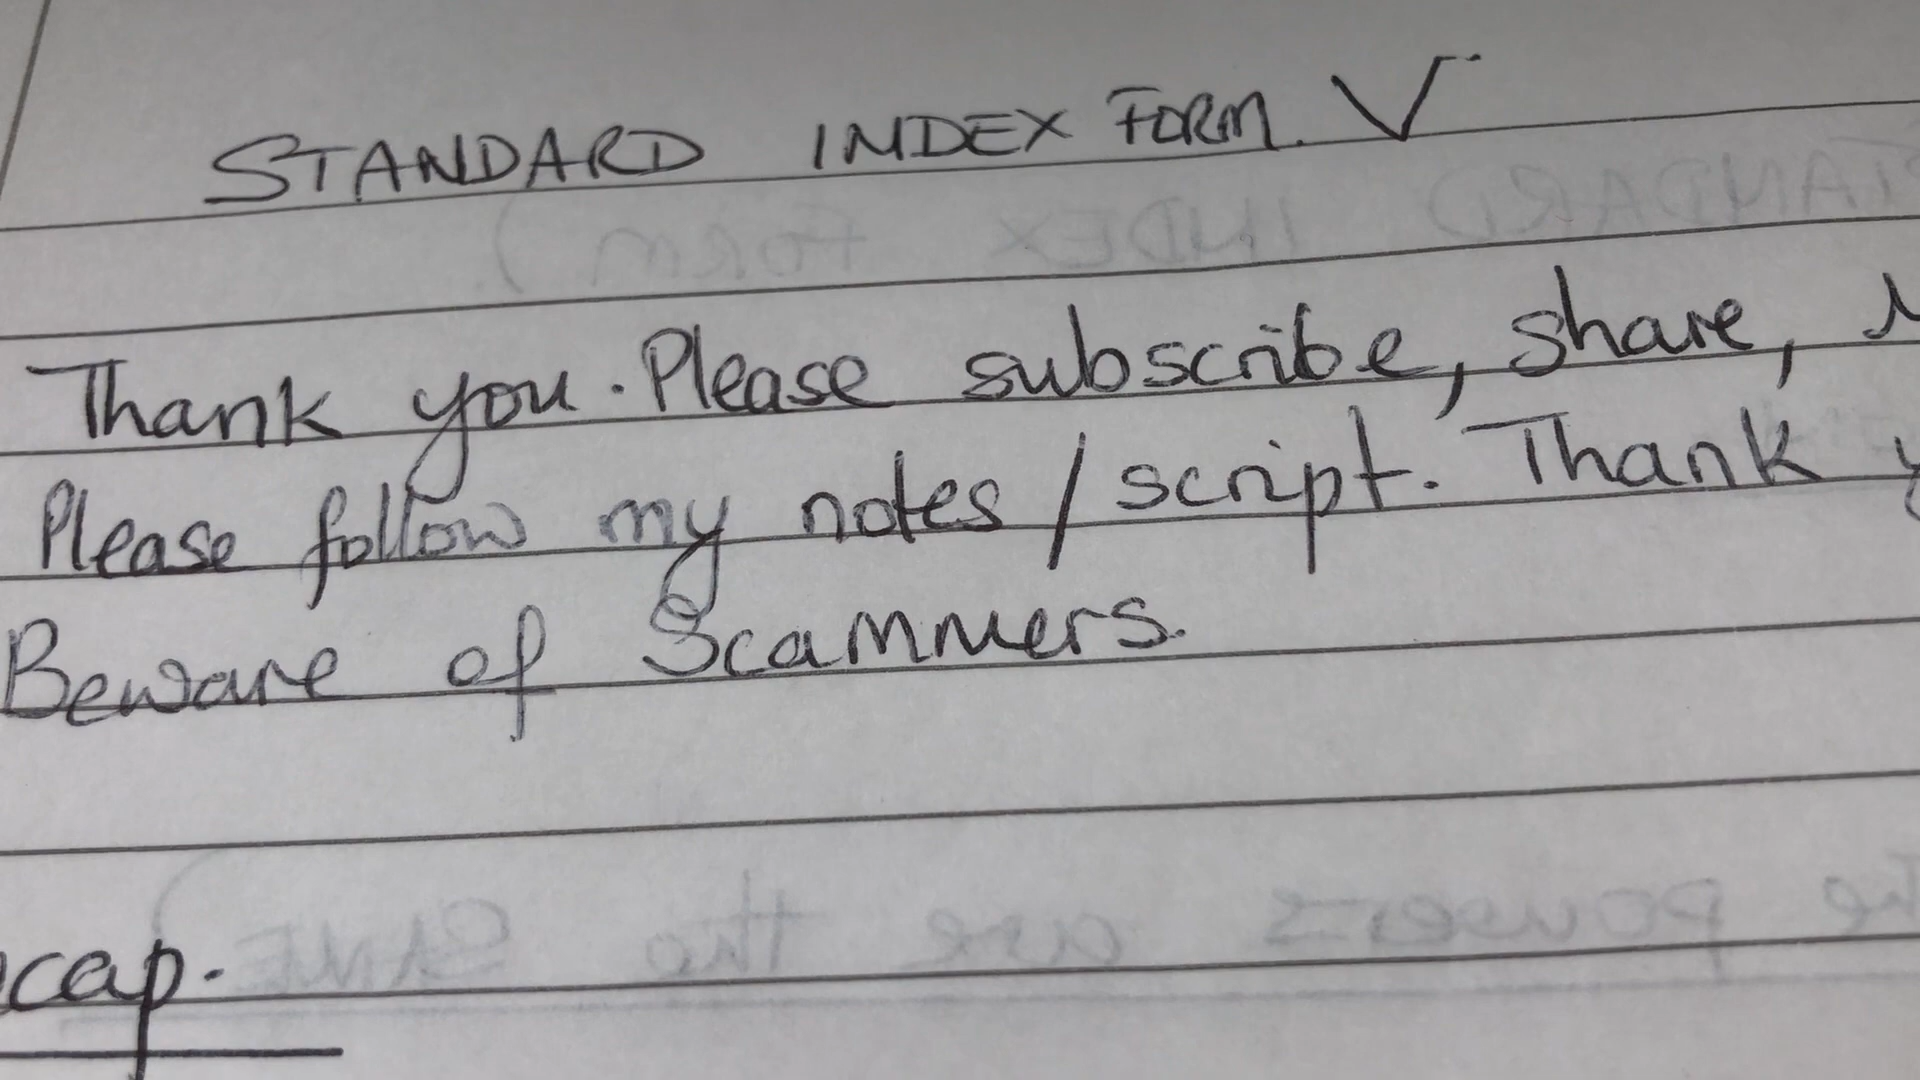 STANDARD INDEX FORM. √
Thank you. Please subscribe, share,
Please follow my notes / script. Thank
Beware of Scammers.
cap.